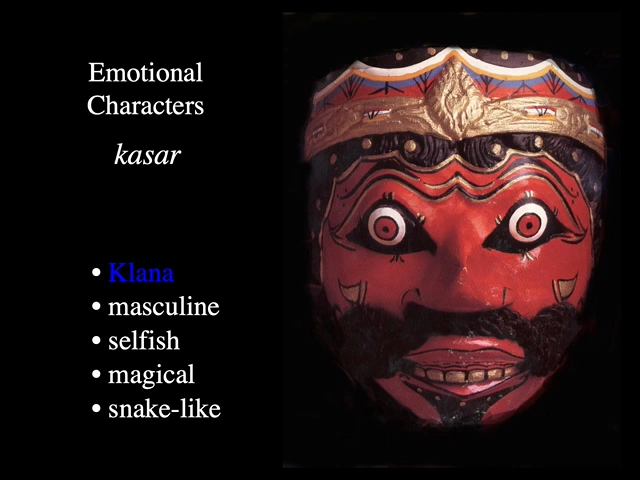 Emotional
Characters
kasar
• Klana
• masculine
• selfish
• magical
• snake-like